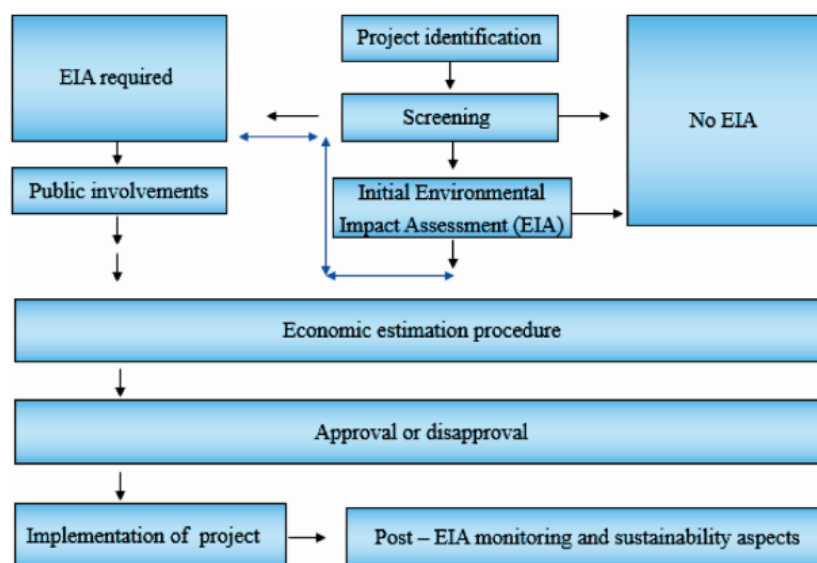 Project identification
EIA required
Screening
No EIA
Public involvements
Initial Environmental
Impact Assessment (EIA)
Economic estimation procedure
Approval or disapproval
Implementation of project
Post – EIA monitoring and sustainability aspects